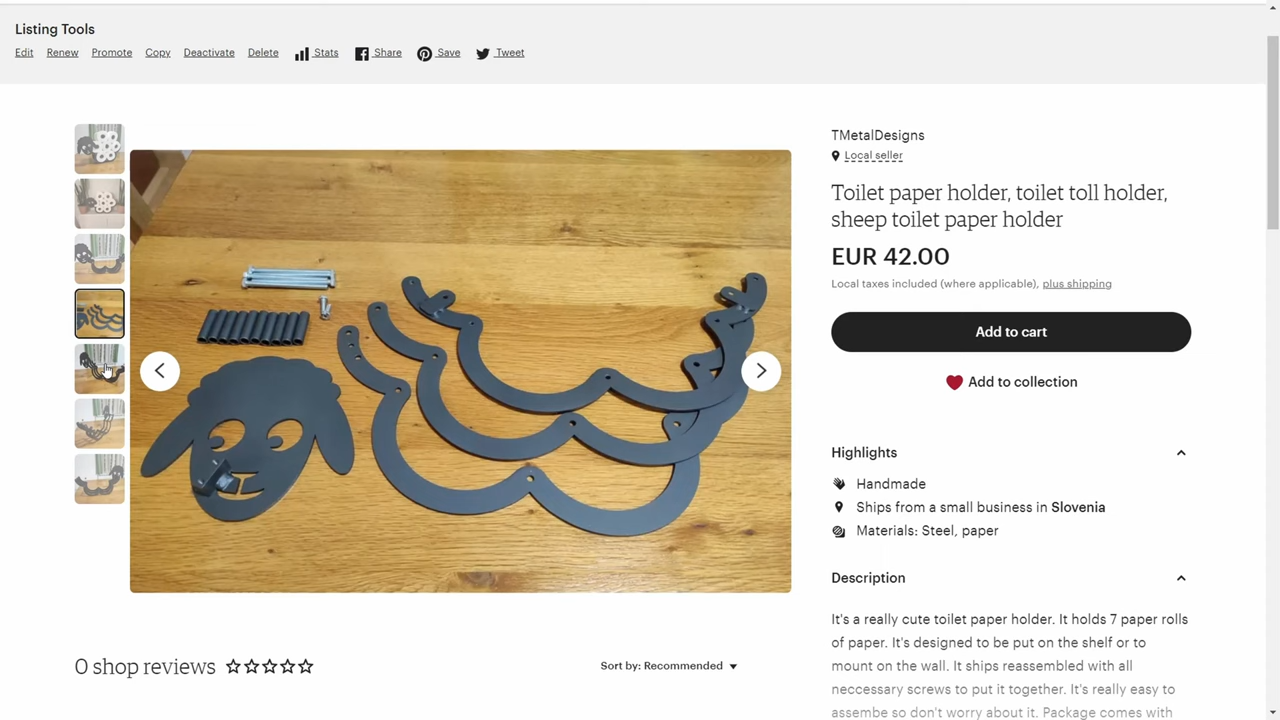 Listing Tools
Edit Renew Promote Copy Deactivate Delete Stats Share Save Tweet
TMetalDesigns
Local seller
Toilet paper holder, toilet toll holder,
sheep toilet paper holder
EUR 42.00
Local taxes included (where applicable), plus shipping
Add to cart
Add to collection
Highlights
Handmade
Ships from a small business in Slovenia
Materials: Steel, paper
Description
It's a really cute toilet paper holder. It holds 7 paper rolls
of paper. It's designed to be put on the shelf or to
mount on the wall. It ships reassembled with all
neccessary screws to put it together. It's really easy to
assembe so don't worry about it. Package comes with
0 shop reviews
Sort by: Recommended